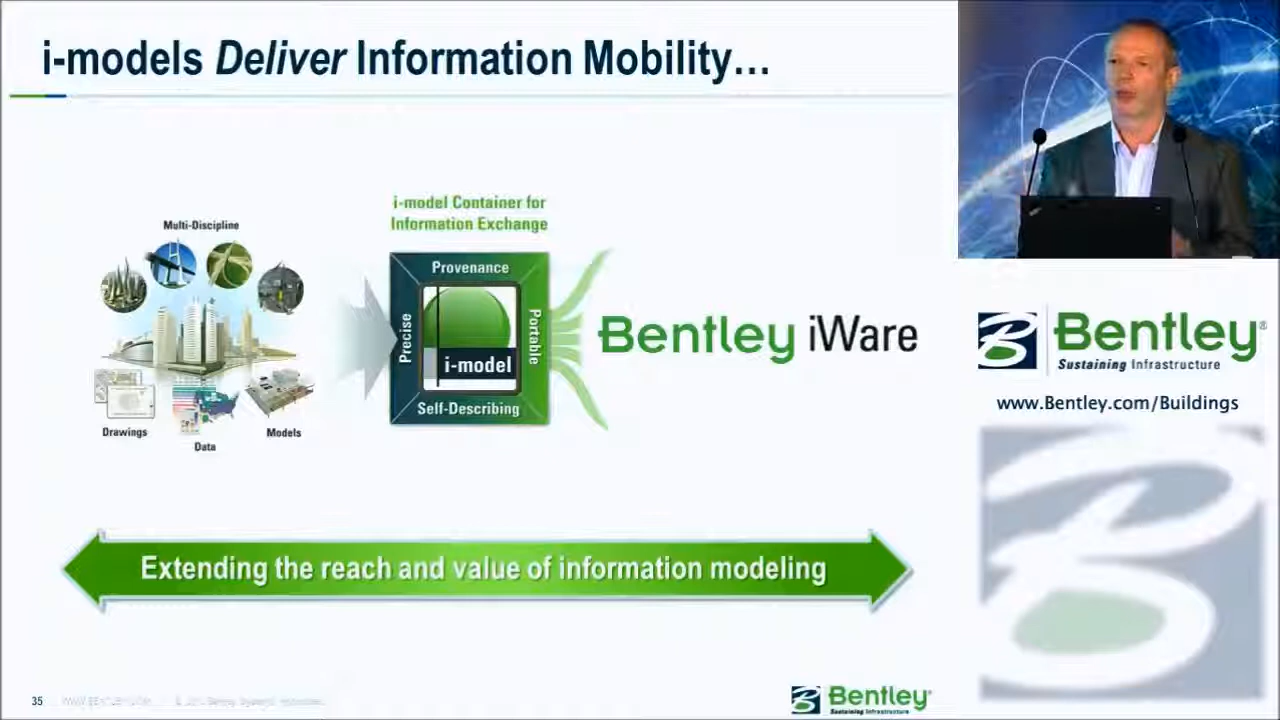 i-models Deliver Information Mobility...
i-model Container for
Information Exchange
Multi-Discipline
Provenance
Precise
Portable
i-model
Self-Describing
Drawings
Data
Models
Bentley iWare
Bentley®
Sustaining Infrastructure
www.Bentley.com/Buildings
Extending the reach and value of information modeling
35
Bentley®
Sustaining Infrastructure